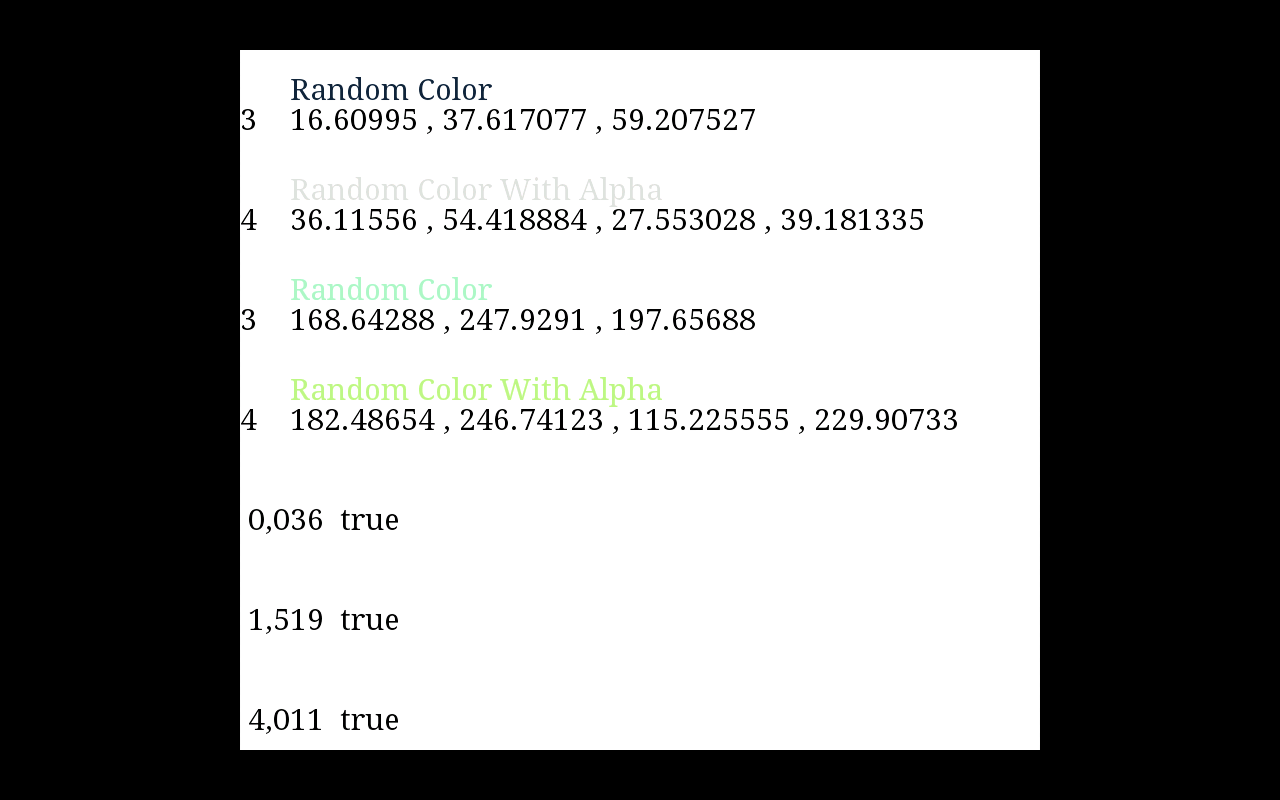 Random Color
3 16.60995 , 37.617077 , 59.207527
Random Color With Alpha
4 36.11556 , 54.418884 , 27.553028 , 39.181335
Random Color
3 168.64288 , 247.9291 , 197.65688
Random Color With Alpha
4 182.48654 , 246.74123 , 115.225555 , 229.90733
0,036 true
1,519 true
4,011 true